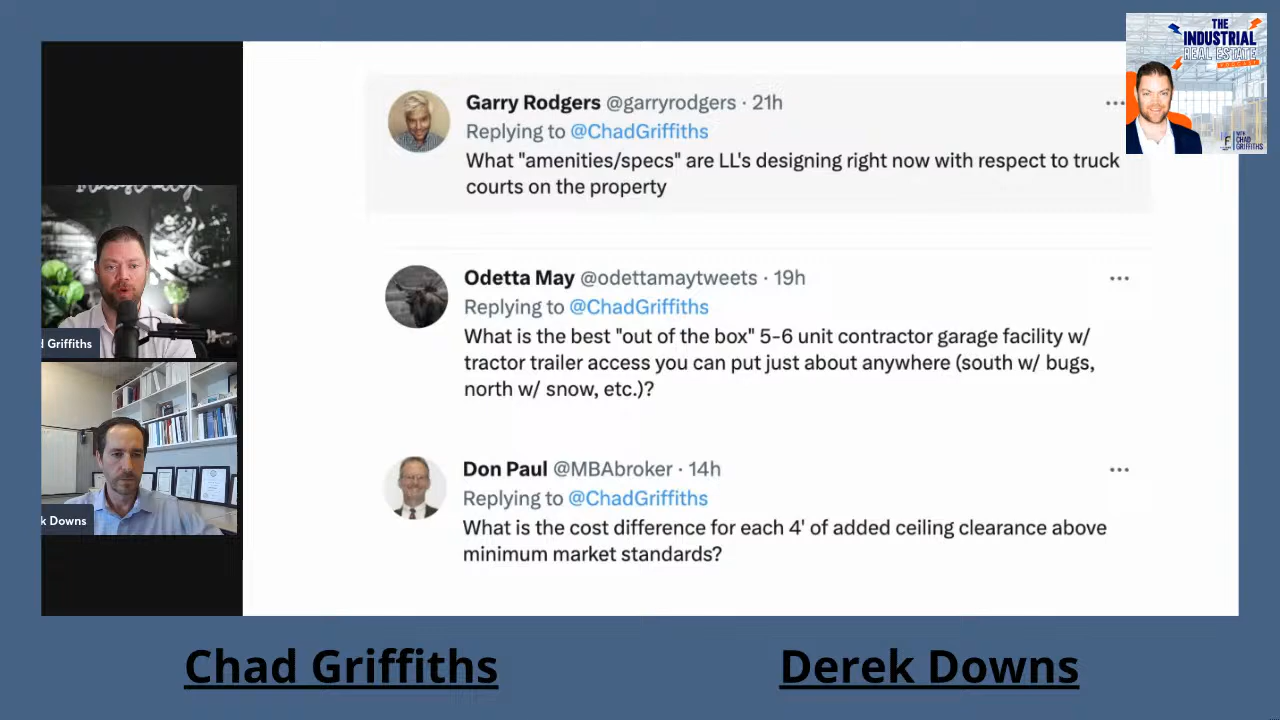 THE
INDUSTRIAL
REAL ESTATE
PODCAST
WITH
CHAD
GRIFFITHS
Garry Rodgers @garryrodgers · 21h
Replying to @ChadGriffiths
What "amenities/specs" are LL's designing right now with respect to truck
courts on the property
Odetta May @odettamaytweets · 19h
Replying to @ChadGriffiths
What is the best "out of the box" 5-6 unit contractor garage facility w/
tractor trailer access you can put just about anywhere (south w/ bugs,
north w/ snow, etc.)?
Don Paul @MBAbroker · 14h
Replying to @ChadGriffiths
What is the cost difference for each 4' of added ceiling clearance above
minimum market standards?
d Griffiths
k Downs
Chad Griffiths
Derek Downs